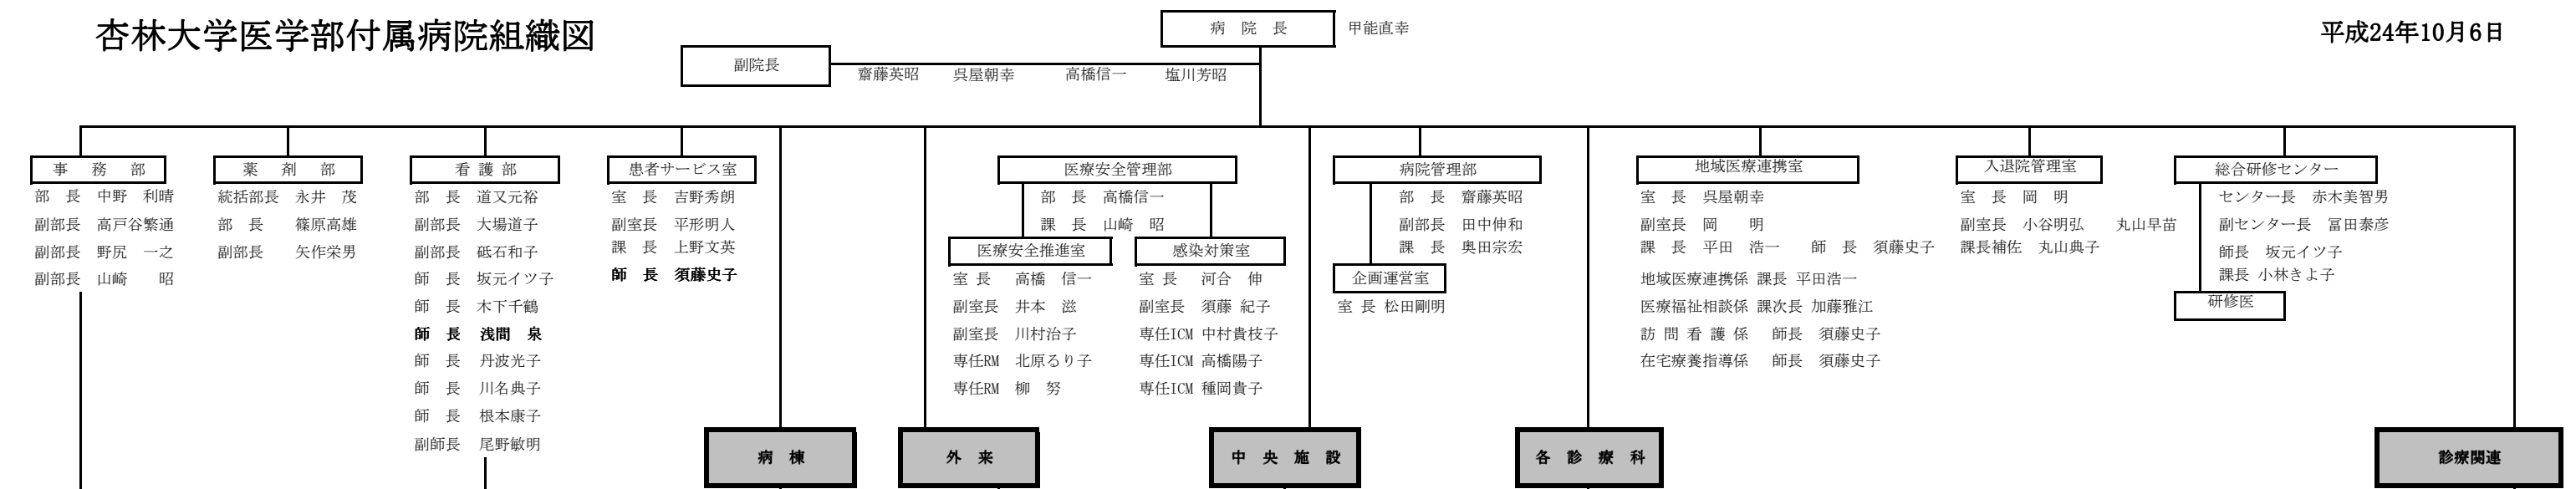 杏林大学医学部付属病院組織図
平成24年10月6日
病 院 長 甲能直幸
副院長 齋藤英昭 呉屋朝幸 高橋信一 塩川芳昭
事 務 部
部 長 中野 利晴
副部長 高戸谷繁通
副部長 野尻 一之
副部長 山崎 昭
薬 剤 部
統括部長 永井 茂
部 長 篠原高雄
副部長 矢作栄男
看 護 部
部 長 道又元裕
副部長 大場道子
副部長 砥石和子
師 長 坂元イツ子
師 長 木下千鶴
師 長 浅間 泉
師 長 丹波光子
師 長 川名典子
師 長 根本康子
副師長 尾野敏明
患者サービス室
室 長 吉野秀朗
副室長 平形明人
課 長 上野文英
師 長 須藤史子
医療安全管理部
部 長 高橋信一
課 長 山崎 昭
医療安全推進室
室 長 高橋 信一
副室長 井本 滋
副室長 川村治子
専任RM 北原るり子
専任RM 柳 努
感染対策室
室 長 河合 伸
副室長 須藤 紀子
専任ICM 中村貴枝子
専任ICM 高橋陽子
専任ICM 種岡貴子
病院管理部
部 長 齋藤英昭
副部長 田中伸和
課 長 奥田宗宏
企画運営室
室 長 松田剛明
地域医療連携室
室 長 呉屋朝幸
副室長 岡 明
課 長 平田 浩一 師 長 須藤史子
地域医療連携係 課長 平田浩一
医療福祉相談係 課次長 加藤雅江
訪 問 看 護 係 師長 須藤史子
在宅療養指導係 師長 須藤史子
入退院管理室
室 長 岡 明
副室長 小谷明弘 丸山早苗
課長補佐 丸山典子
総合研修センター
センター長 赤木美智男
副センター長 冨田泰彦
師長 坂元イツ子
課長 小林きよ子
研修医
病 棟
外 来
中 央 施 設
各 診 療 科
診療関連